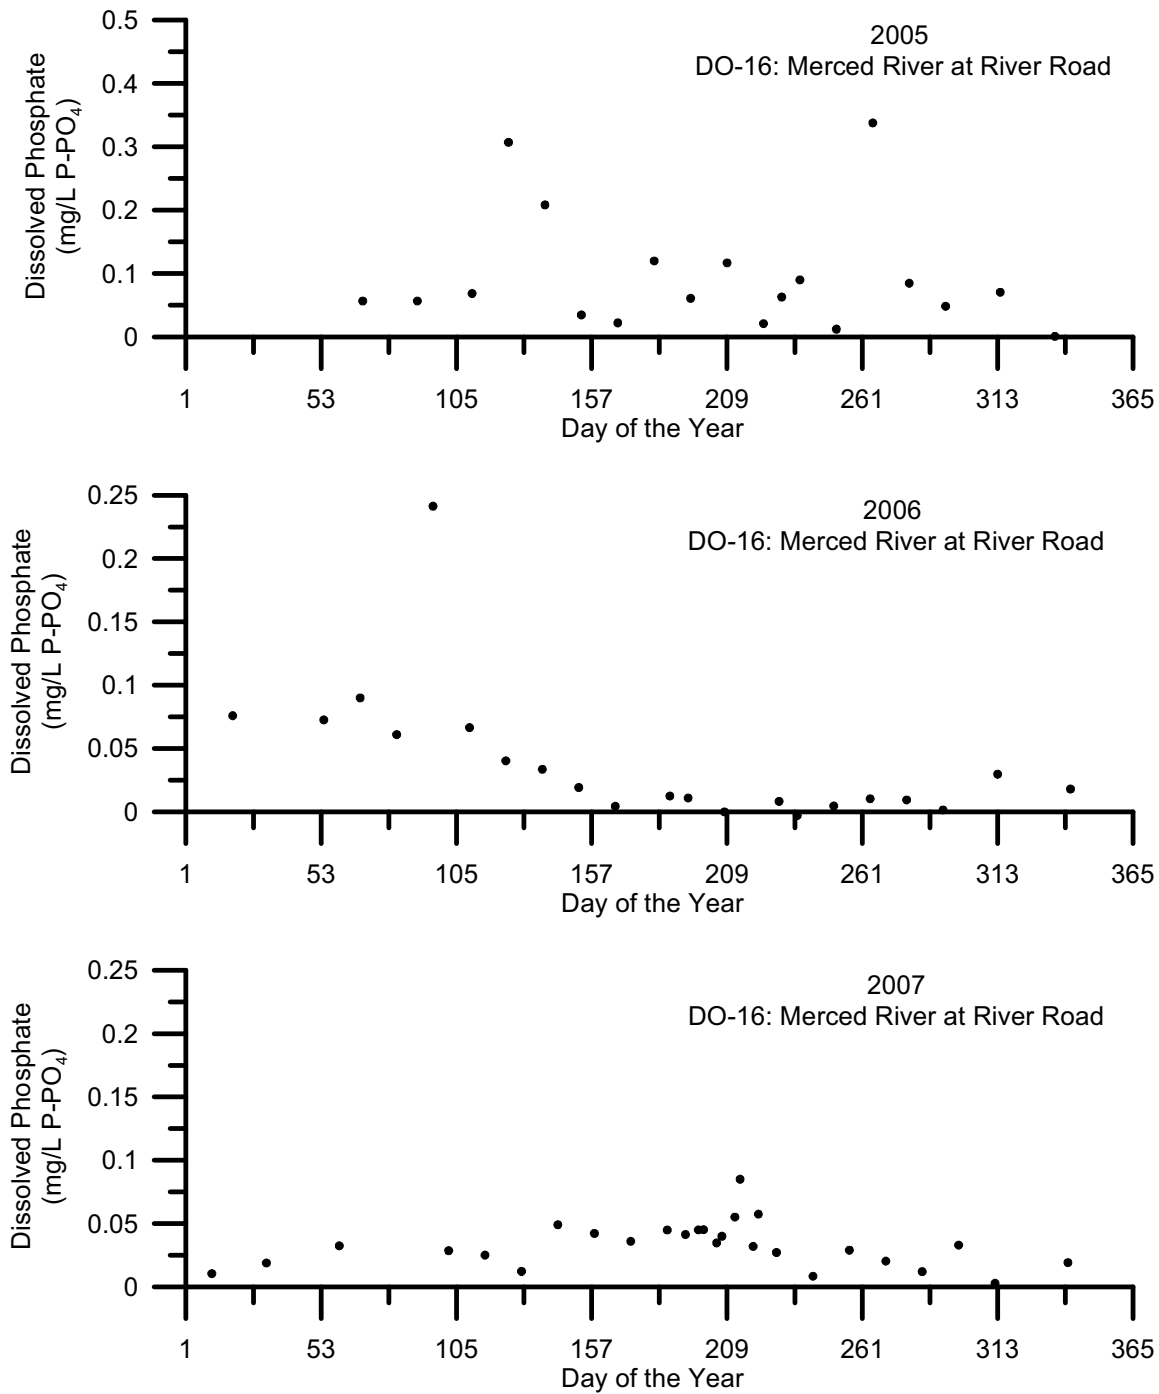 0.5
0.4
0.3
0.2
0.1
0
Dissolved Phosphate
(mg/L P-PO₄)
2005
DO-16: Merced River at River Road
1 53 105 157 209 261 313 365
Day of the Year
0.25
0.2
0.15
0.1
0.05
0
Dissolved Phosphate
(mg/L P-PO₄)
2006
DO-16: Merced River at River Road
1 53 105 157 209 261 313 365
Day of the Year
0.25
0.2
0.15
0.1
0.05
0
Dissolved Phosphate
(mg/L P-PO₄)
2007
DO-16: Merced River at River Road
1 53 105 157 209 261 313 365
Day of the Year